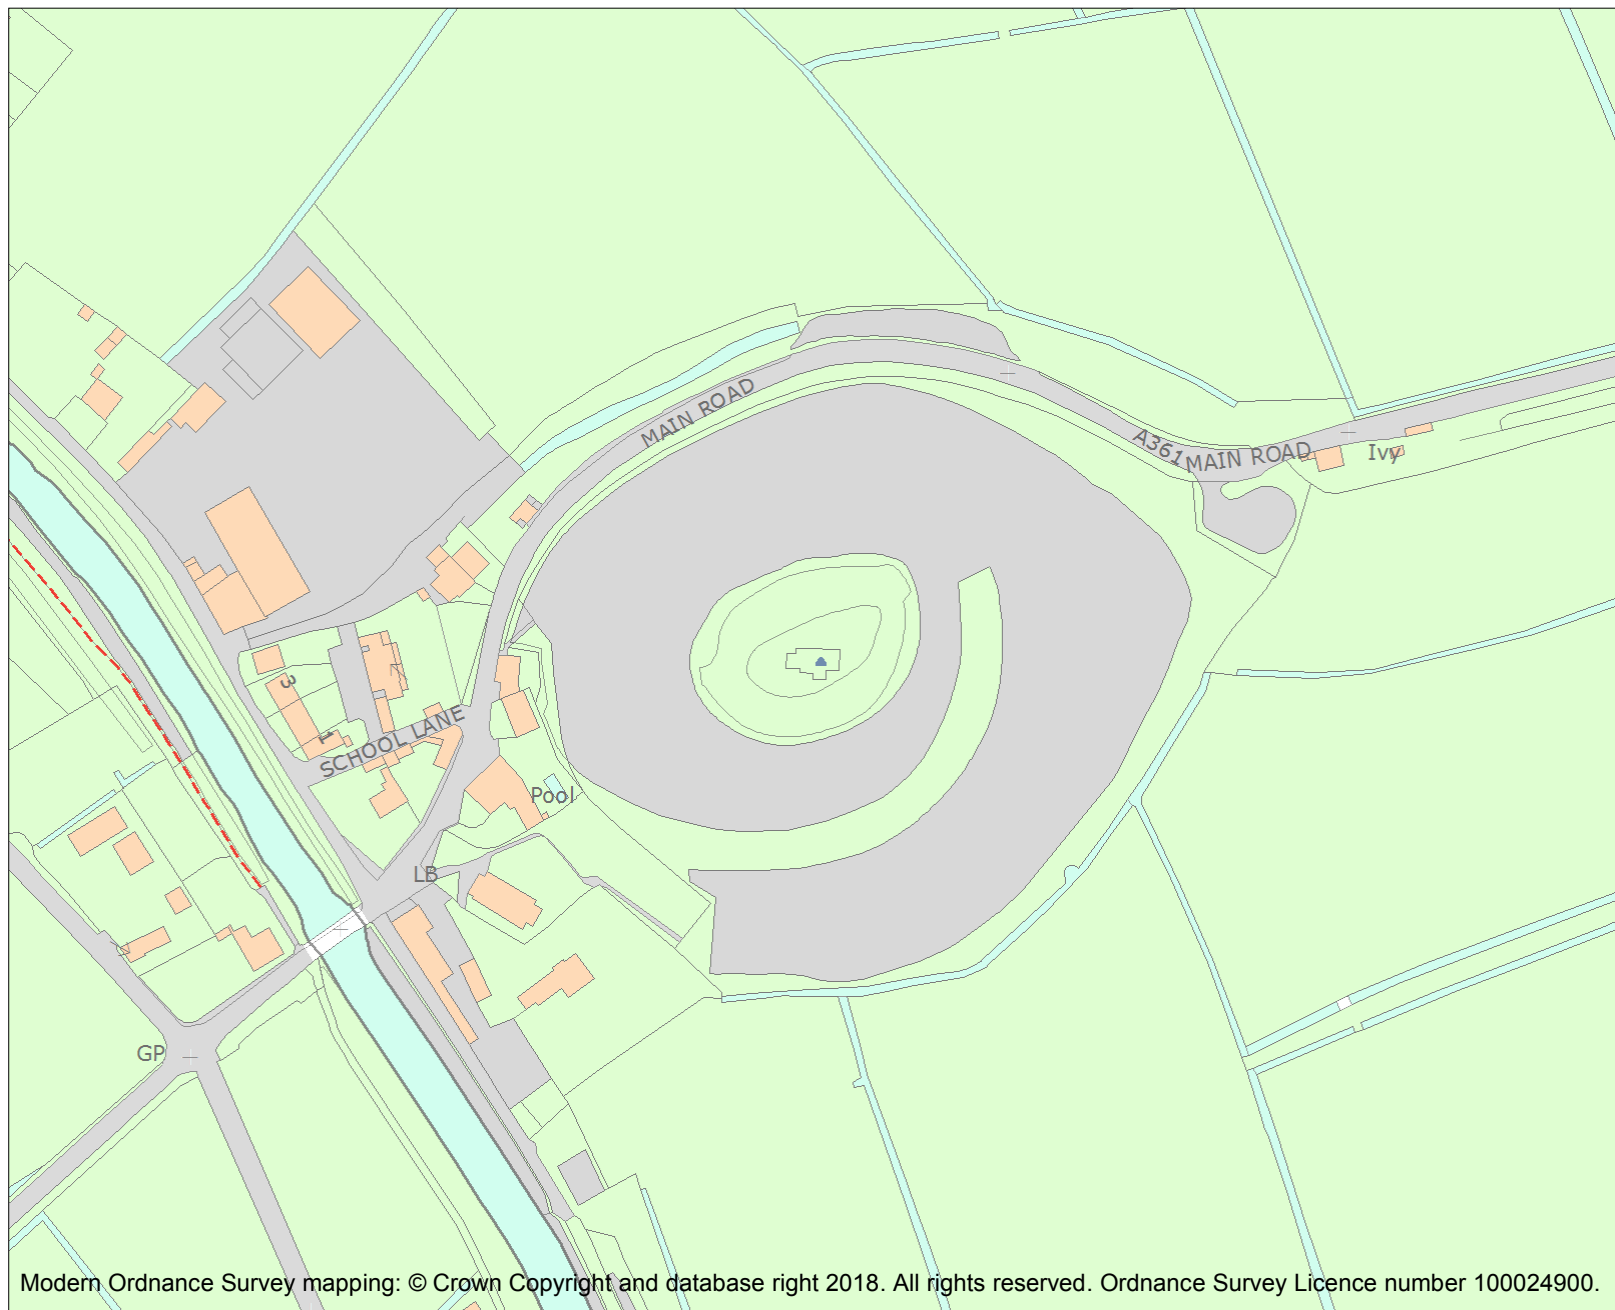 MAIN ROAD
A361
MAIN ROAD
Ivy
3
1
SCHOOL LANE
Pool
LB
GP
Modern Ordnance Survey mapping: © Crown Copyright and database right 2018. All rights reserved. Ordnance Survey Licence number 100024900.